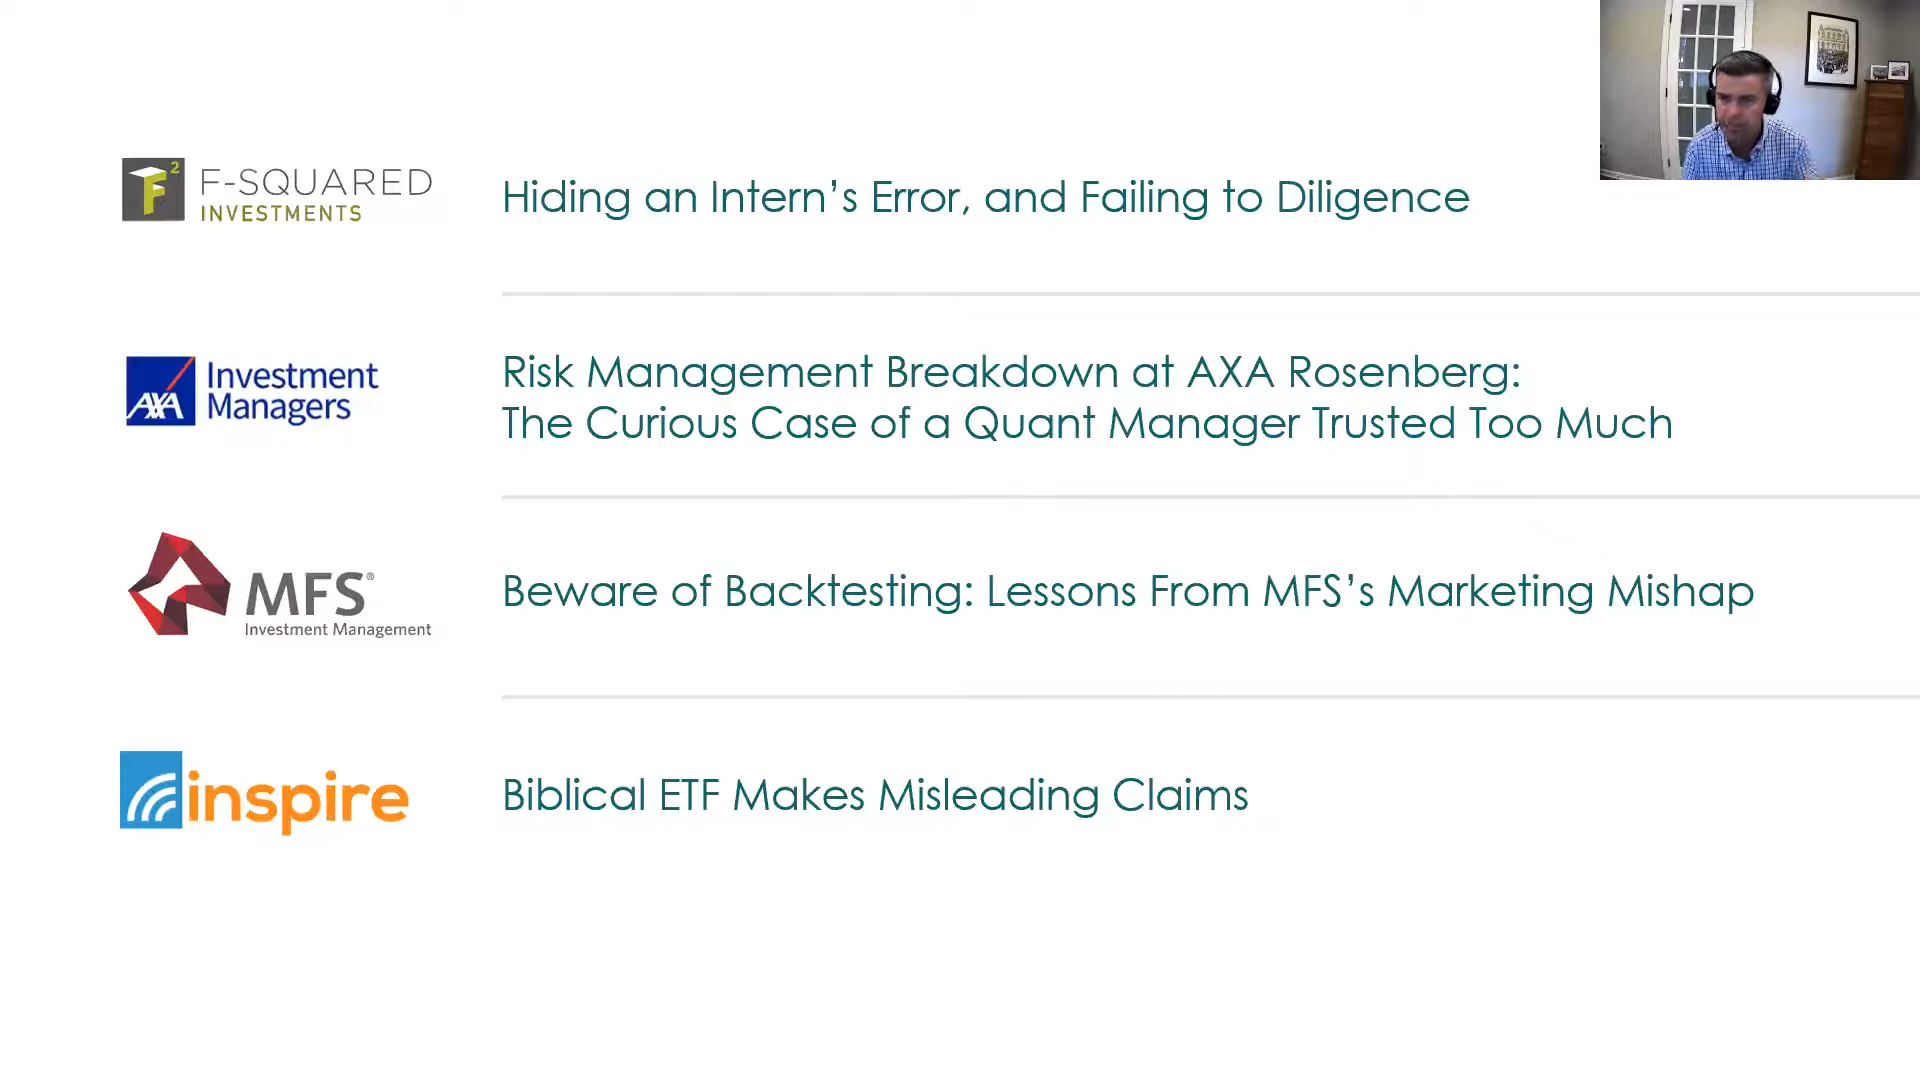 F²
F-SQUARED
INVESTMENTS
Hiding an Intern’s Error, and Failing to Diligence
AXA
Investment
Managers
Risk Management Breakdown at AXA Rosenberg:
The Curious Case of a Quant Manager Trusted Too Much
MFS®
Investment Management
Beware of Backtesting: Lessons From MFS’s Marketing Mishap
inspire
Biblical ETF Makes Misleading Claims